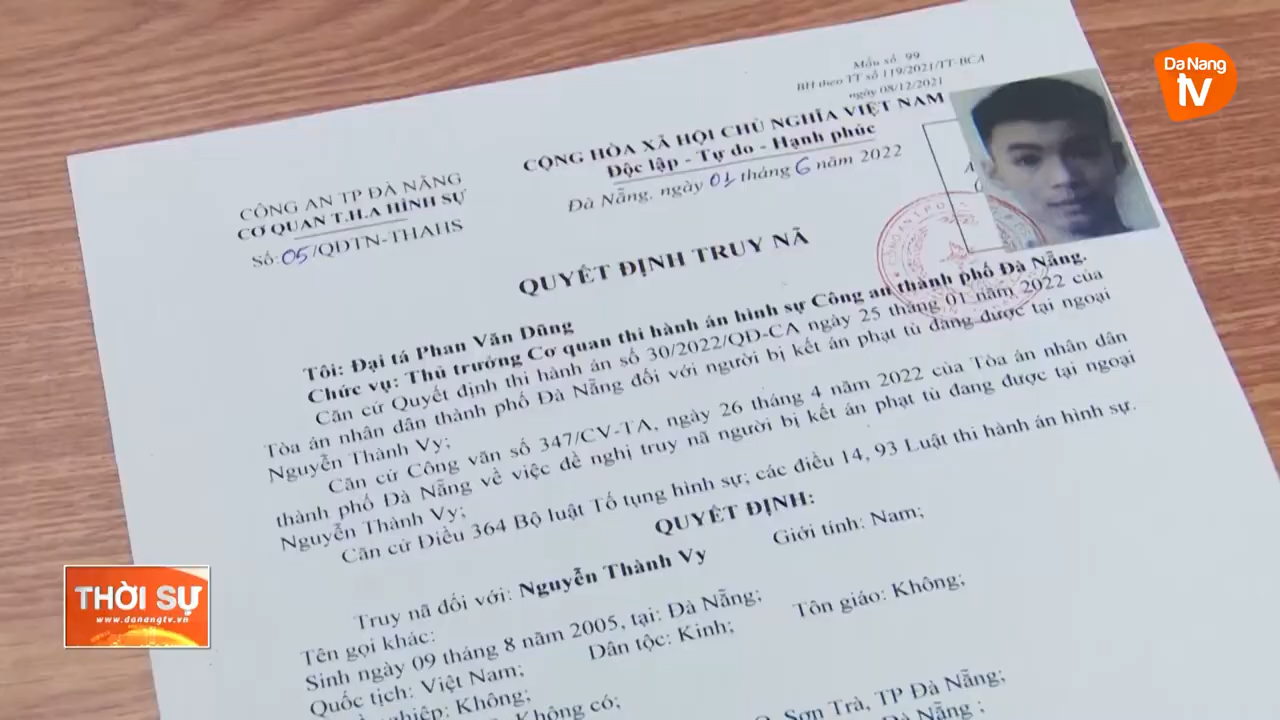 Da Nang
TV
Mẫu số 99
BH theo TT số 119/2021/TT-BCA
ngày 08/12/2021
CÔNG AN TP ĐÀ NẴNG
CƠ QUAN T.H.A HÌNH SỰ
Số: 05/QĐTN-THAHS
CỘNG HÒA XÃ HỘI CHỦ NGHĨA VIỆT NAM
Độc lập - Tự do - Hạnh phúc
Đà Nẵng, ngày 01 tháng 6 năm 2022
QUYẾT ĐỊNH TRUY NÃ
Tôi: Đại tá Phan Văn Dũng
Chức vụ: Thủ trưởng Cơ quan thi hành án hình sự Công an thành phố Đà Nẵng.
Căn cứ Quyết định thi hành án số 30/2022/QĐ-CA ngày 25 tháng 01 năm 2022 của
Tòa án nhân dân thành phố Đà Nẵng đối với người bị kết án phạt tù đang được tại ngoại
Nguyễn Thành Vy;
Căn cứ Công văn số 347/CV-TA, ngày 26 tháng 4 năm 2022 của Tòa án nhân dân
thành phố Đà Nẵng về việc đề nghị truy nã người bị kết án phạt tù đang được tại ngoại
Nguyễn Thành Vy;
Căn cứ Điều 364 Bộ luật Tố tụng hình sự; các điều 14, 93 Luật thi hành án hình sự.
QUYẾT ĐỊNH:
Truy nã đối với: Nguyễn Thành Vy Giới tính: Nam;
Tên gọi khác:
Sinh ngày 09 tháng 8 năm 2005, tại: Đà Nẵng;
Quốc tịch: Việt Nam; Dân tộc: Kinh; Tôn giáo: Không;
nghiệp: Không;
Không có;
Sơn Trà, TP Đà Nẵng;
Đà Nẵng ;
THỜI SỰ
www.danangtv.vn